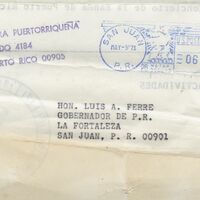 RA PUERTORRIQUEÑA
DO 4184
RTO RICO 00905
SAN JUAN
P. R.
06
HON. LUIS A. FERRE
GOBERNADOR DE P.R.
LA FORTALEZA
SAN JUAN, P. R. 00901